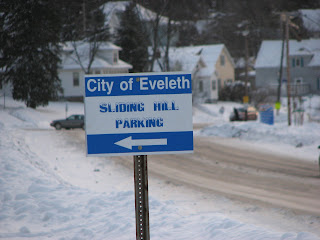 City of Eveleth
SLIDING HILL
PARKING